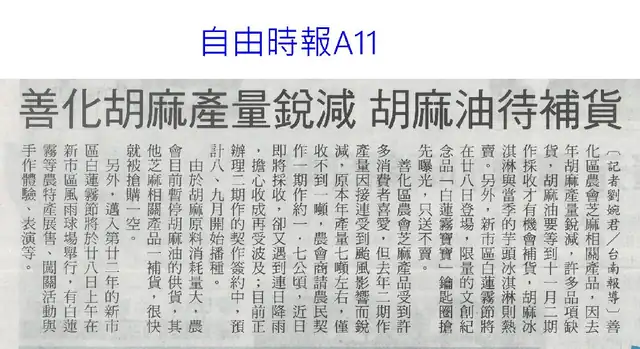 自由時報A11
善化胡麻產量銳減 胡麻油待補貨
〔記者劉婉君／台南報導〕善
化區農會芝麻相關產品，因去
年胡麻產量銳減，許多品項缺
貨，胡麻油要等到十一月二期
作採收才有機會補貨，胡麻冰
淇淋與當季的芋頭冰淇淋則熱
賣。另外，新市區白蓮霧節將
在廿八日登場，限量的文創紀
念品「白蓮霧寶寶」鑰匙圈搶
先曝光，只送不賣。
善化區農會芝麻產品受到許
多消費者喜愛，但去年二期作
產量因接連受到颱風影響而銳
減，原本年產量七噸左右，僅
收不到一噸，農會商請農民契
作一期作約一．七公頃，近日
即將採收，卻又遇到連日降雨
，擔心收成再受波及；目前正
辦理二期作的契作簽約中，預
計八、九月開始播種。
由於胡麻原料消耗量大，農
會目前暫停胡麻油的供貨，其
他芝麻相關產品一補貨，很快
就被搶購一空。
另外，邁入第廿二年的新市
區白蓮霧節將於廿八日上午在
新市區風雨球場舉行，有白蓮
霧等農特產展售、闖關活動與
手作體驗、表演等。